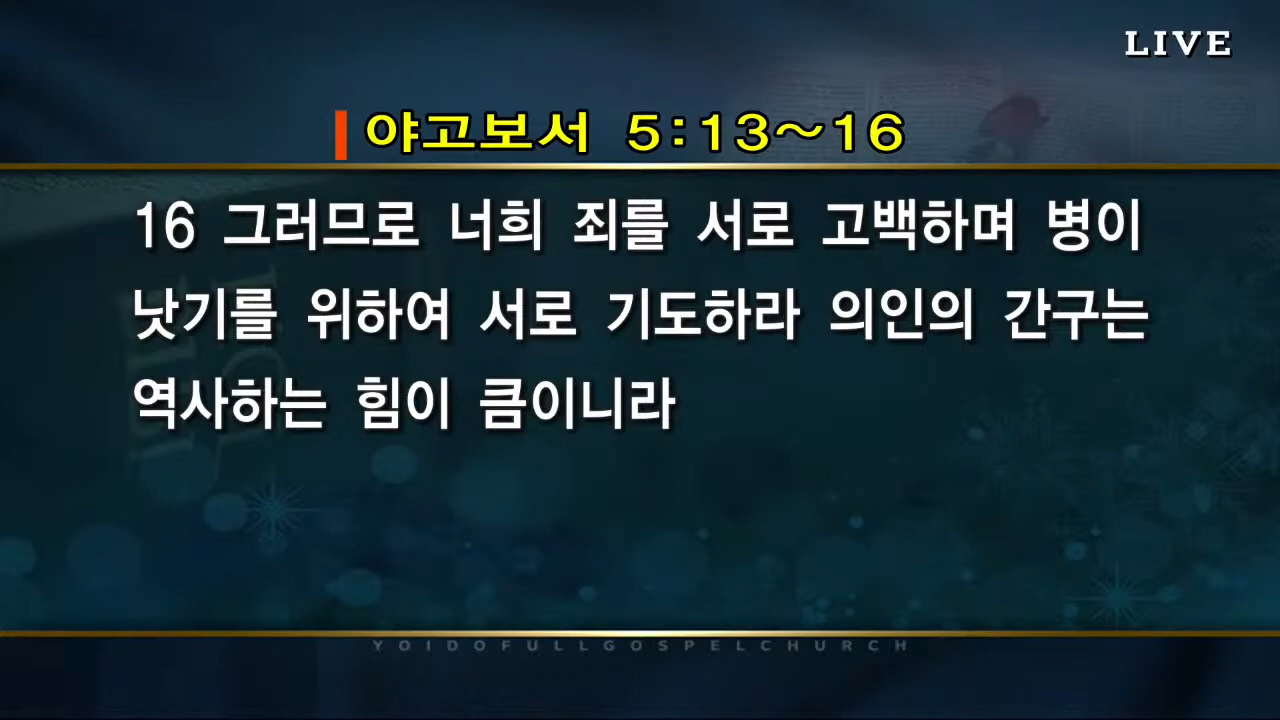 LIVE
야고보서 5:13~16
16 그러므로 너희 죄를 서로 고백하며 병이
낫기를 위하여 서로 기도하라 의인의 간구는
역사하는 힘이 큼이니라
YOIDOFULLGOSPELCHURCH